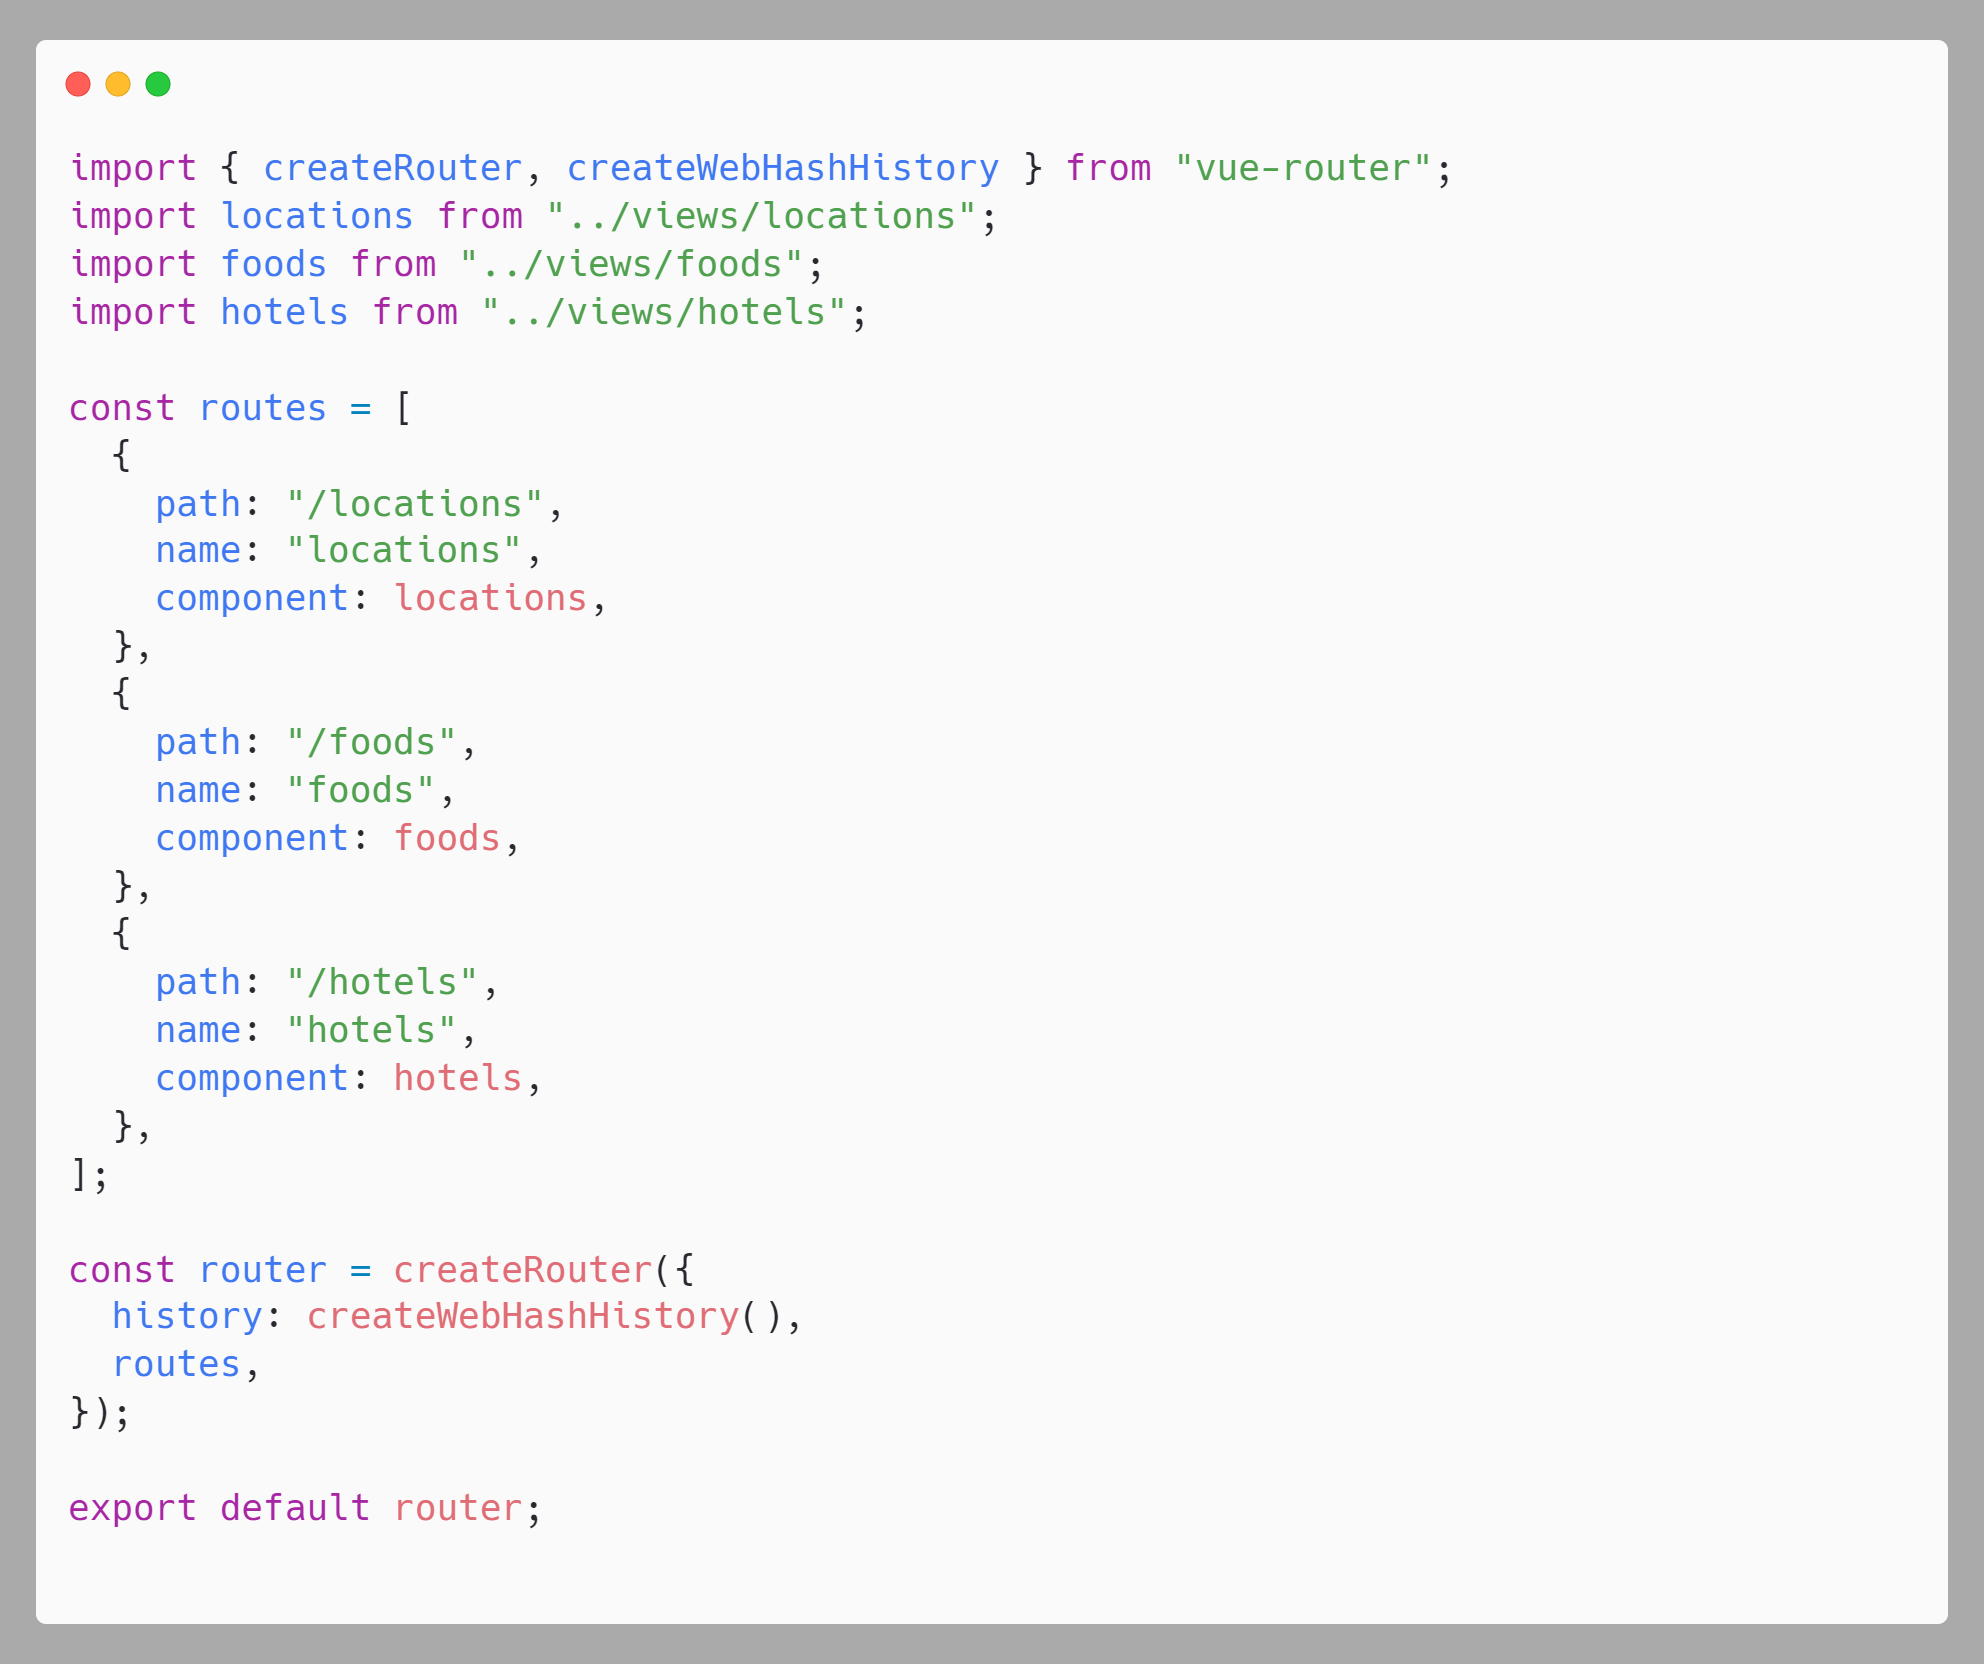 import { createRouter, createWebHashHistory } from "vue-router";
import locations from "../views/locations";
import foods from "../views/foods";
import hotels from "../views/hotels";

const routes = [
  {
    path: "/locations",
    name: "locations",
    component: locations,
  },
  {
    path: "/foods",
    name: "foods",
    component: foods,
  },
  {
    path: "/hotels",
    name: "hotels",
    component: hotels,
  },
];

const router = createRouter({
  history: createWebHashHistory(),
  routes,
});

export default router;